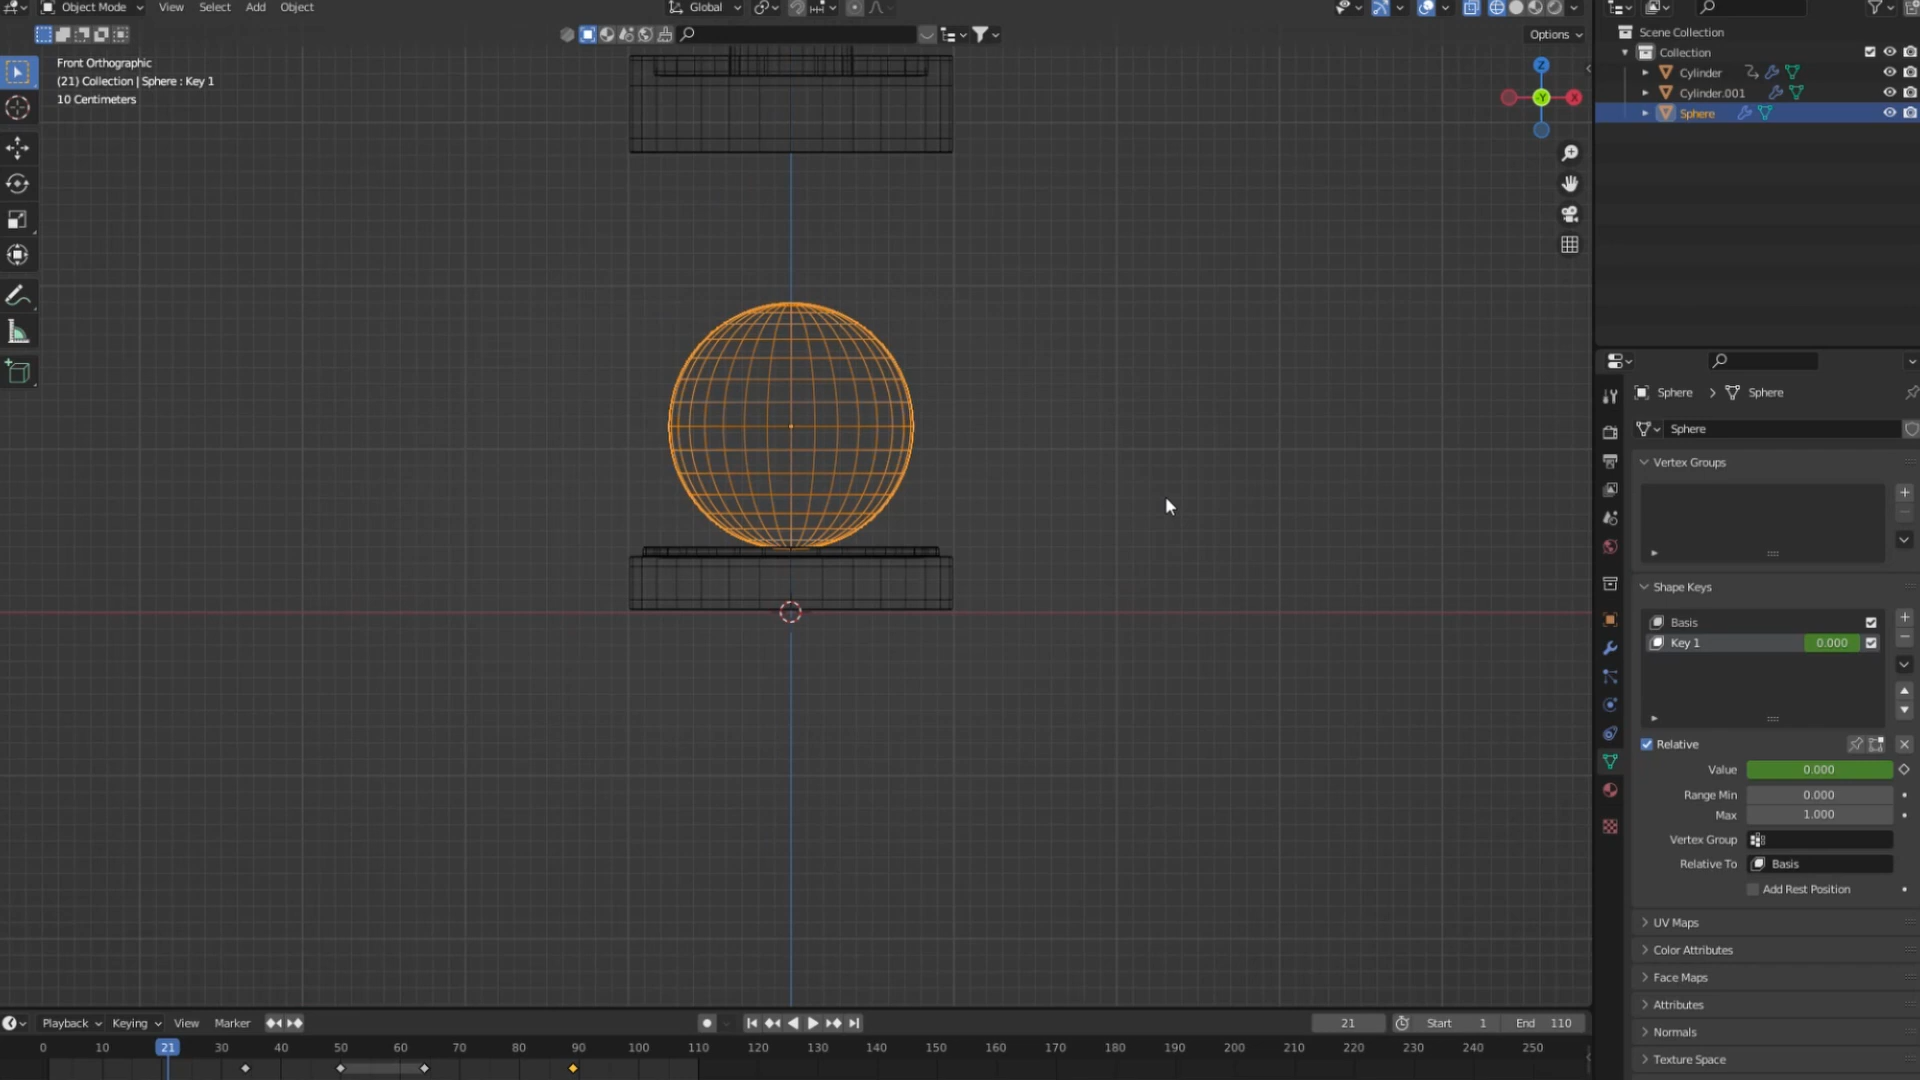 Object Mode View Select Add Object Global
Options
Front Orthographic
(21) Collection | Sphere : Key 1
10 Centimeters
Z
Y
X
Scene Collection
Collection
Cylinder
Cylinder.001
Sphere
Sphere > Sphere
Sphere
Vertex Groups
Shape Keys
Basis
Key 1 0.000
Relative
Value 0.000
Range Min 0.000
Max 1.000
Vertex Group
Relative To Basis
Add Rest Position
UV Maps
Color Attributes
Face Maps
Attributes
Normals
Texture Space
Playback Keying View Marker 21 Start 1 End 110
0 10 21 30 40 50 60 70 80 90 100 110 120 130 140 150 160 170 180 190 200 210 220 230 240 250